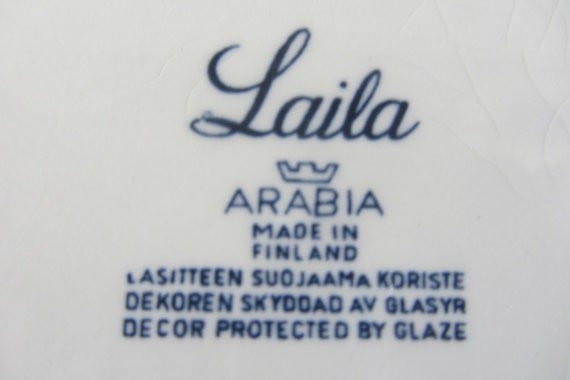 Laila
ARABIA
MADE IN
FINLAND
LASITTEEN SUOJAAMA KORISTE
DEKOREN SKYDDAD AV GLASYR
DECOR PROTECTED BY GLAZE